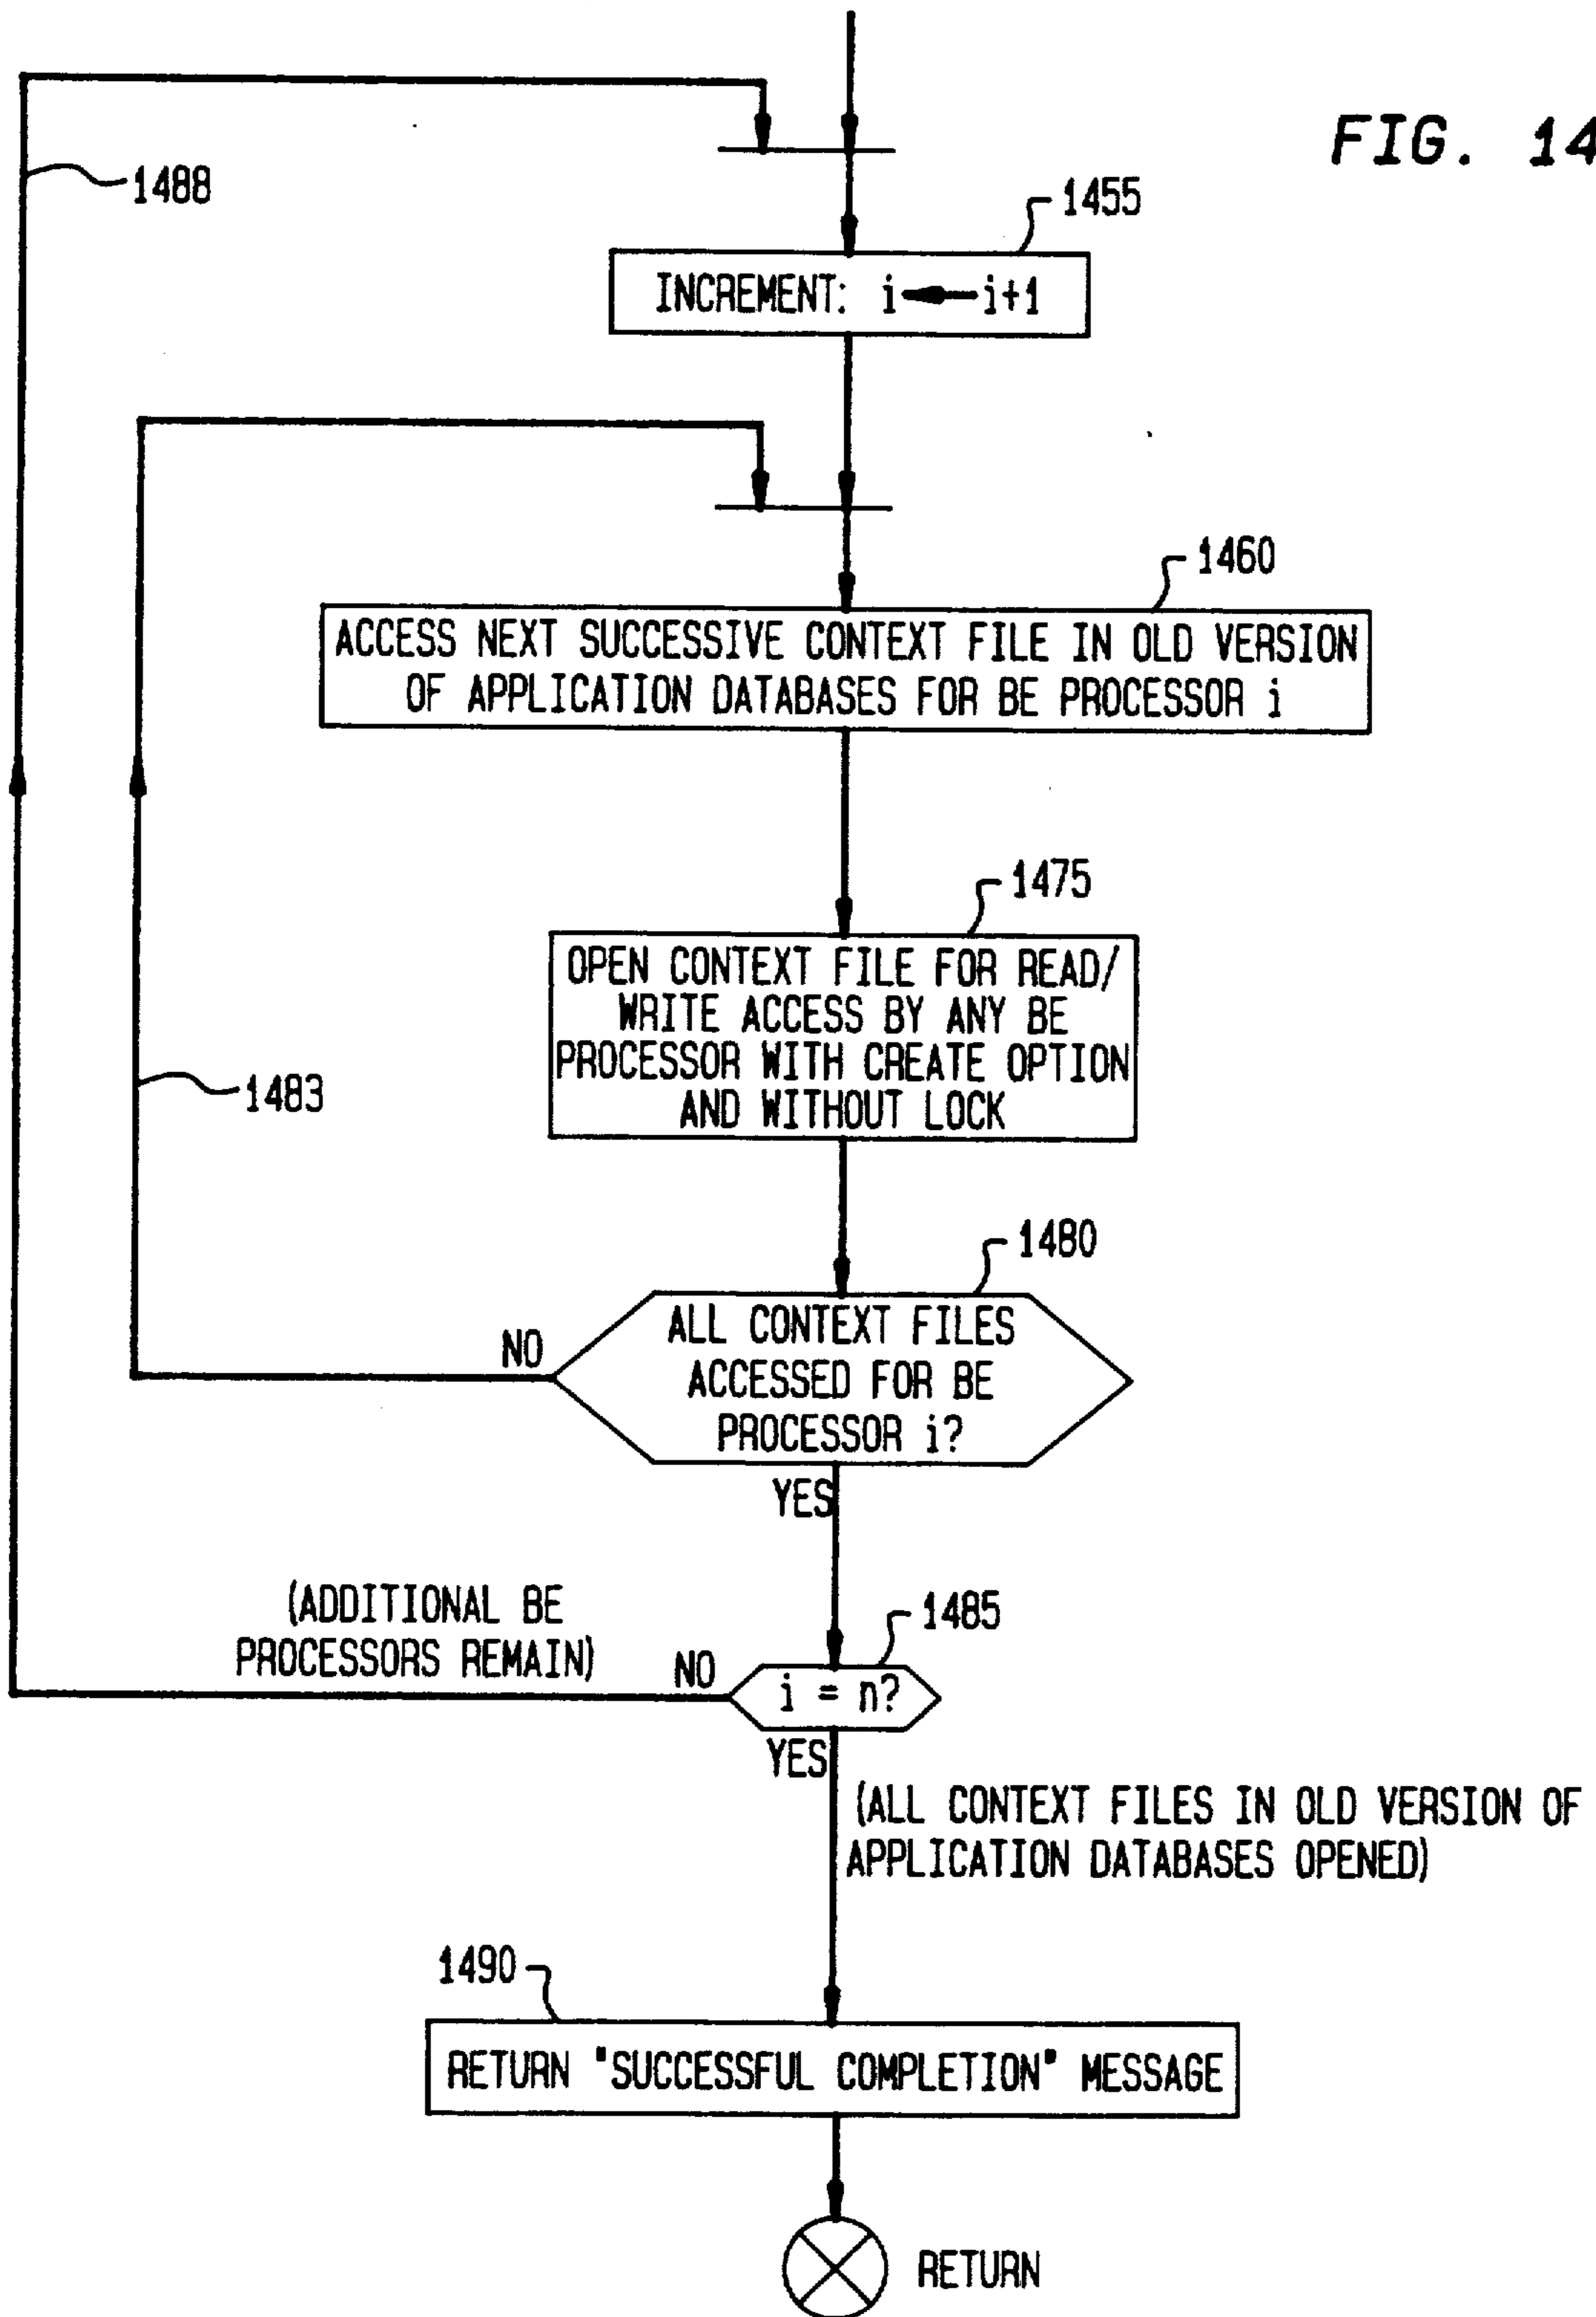 FIG. 14
1488
1455
INCREMENT: i←i+1
1460
ACCESS NEXT SUCCESSIVE CONTEXT FILE IN OLD VERSION
OF APPLICATION DATABASES FOR BE PROCESSOR i
1475
OPEN CONTEXT FILE FOR READ/
WRITE ACCESS BY ANY BE
PROCESSOR WITH CREATE OPTION
AND WITHOUT LOCK
1483
1480
ALL CONTEXT FILES
ACCESSED FOR BE
PROCESSOR i?
NO
YES
(ADDITIONAL BE
PROCESSORS REMAIN)
1485
NO
i = n?
YES
(ALL CONTEXT FILES IN OLD VERSION OF
APPLICATION DATABASES OPENED)
1490
RETURN "SUCCESSFUL COMPLETION" MESSAGE
RETURN